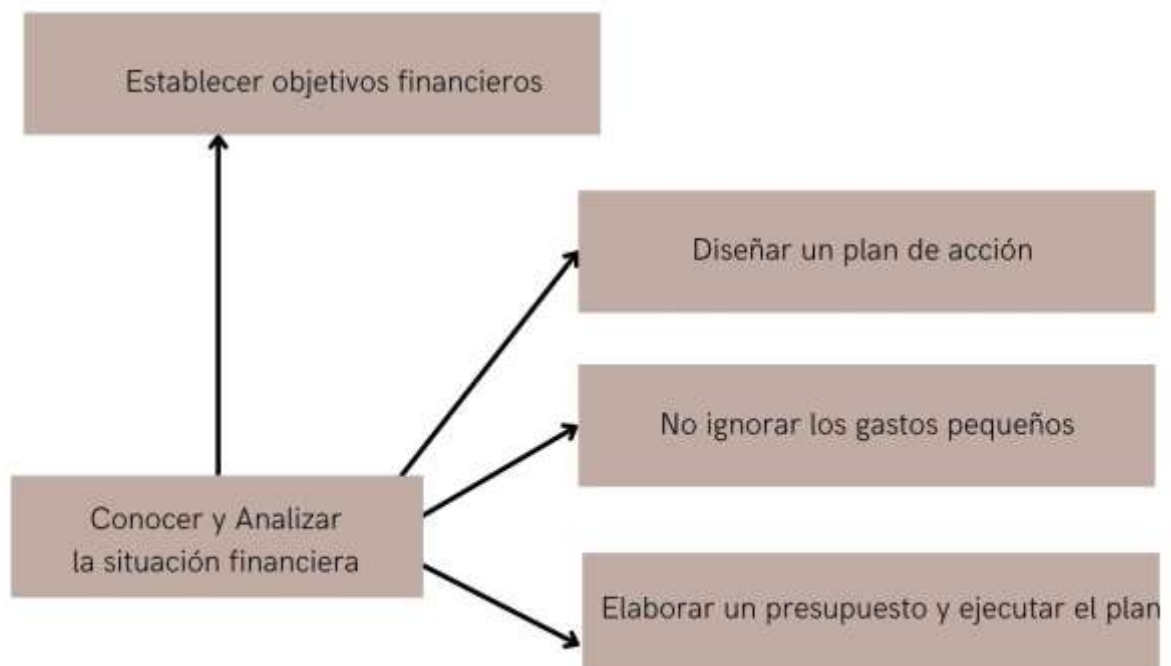 Establecer objetivos financieros
Diseñar un plan de acción
No ignorar los gastos pequeños
Conocer y Analizar
la situación financiera
Elaborar un presupuesto y ejecutar el plan